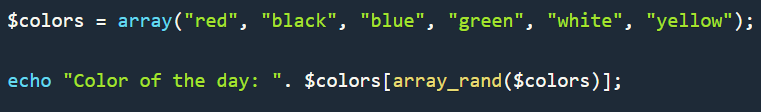 $colors = array("red", "black", "blue", "green", "white", "yellow");
echo "Color of the day: ". $colors[array_rand($colors)];